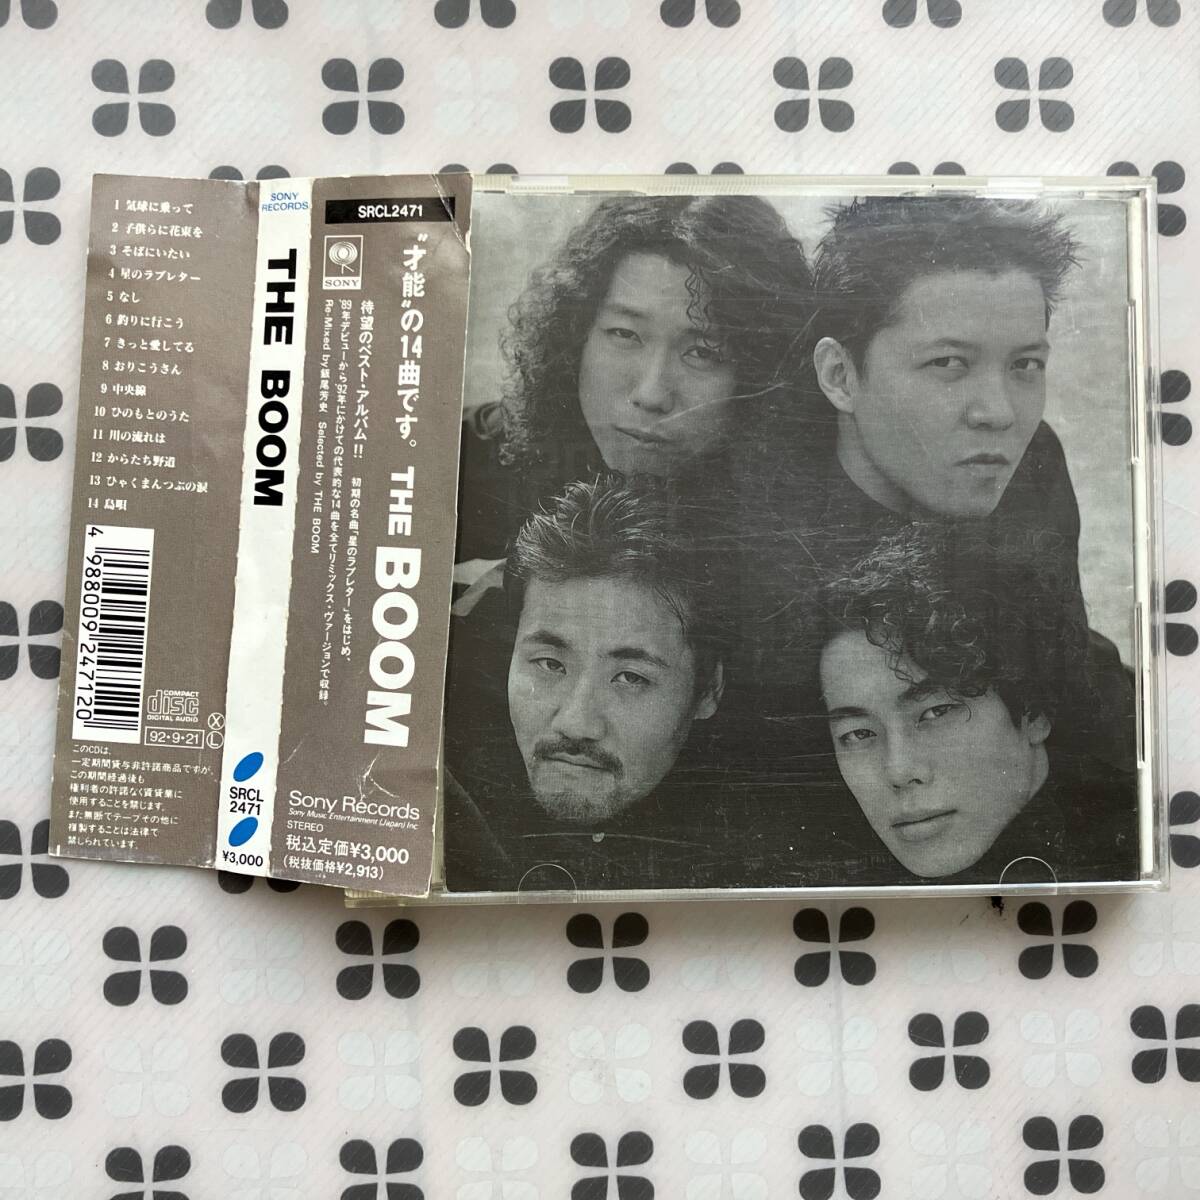 1 気球に乗って
2 子供らに花束を
3 そばにいたい
4 星のラブレター
5 なし
6 釣りに行こう
7 きっと愛してる
8 おりこうさん
9 中央線
10 ひのもとのうた
11 川の流れは
12 からたち野道
13 ひゃくまんつぶの涙
14 島唄
4 988009 247120
COMPACT
disc
DIGITAL AUDIO
X
L
92・9・21
このCDは、
一定期間貸与非許諾商品ですが、
この期間経過後も
権利者の許諾なく賃貸業に
使用することを禁じます。
また無断でテープその他に
複製することは法律で
禁じられています。
SONY
RECORDS
THE BOOM
SRCL
2471
¥3,000
SRCL2471
SONY
“才能”の14曲です。 THE BOOM
待望のベスト・アルバム!!! 初期の名曲「星のラブレター」をはじめ、
'89年デビューから'92年にかけての代表的な14曲を全てリミックス・ヴァージョンで収録。
Re-Mixed by 飯尾芳史 Selected by THE BOOM
Sony Records
Sony Music Entertainment (Japan) Inc
STEREO
税込定価¥3,000
(税抜価格¥2,913)